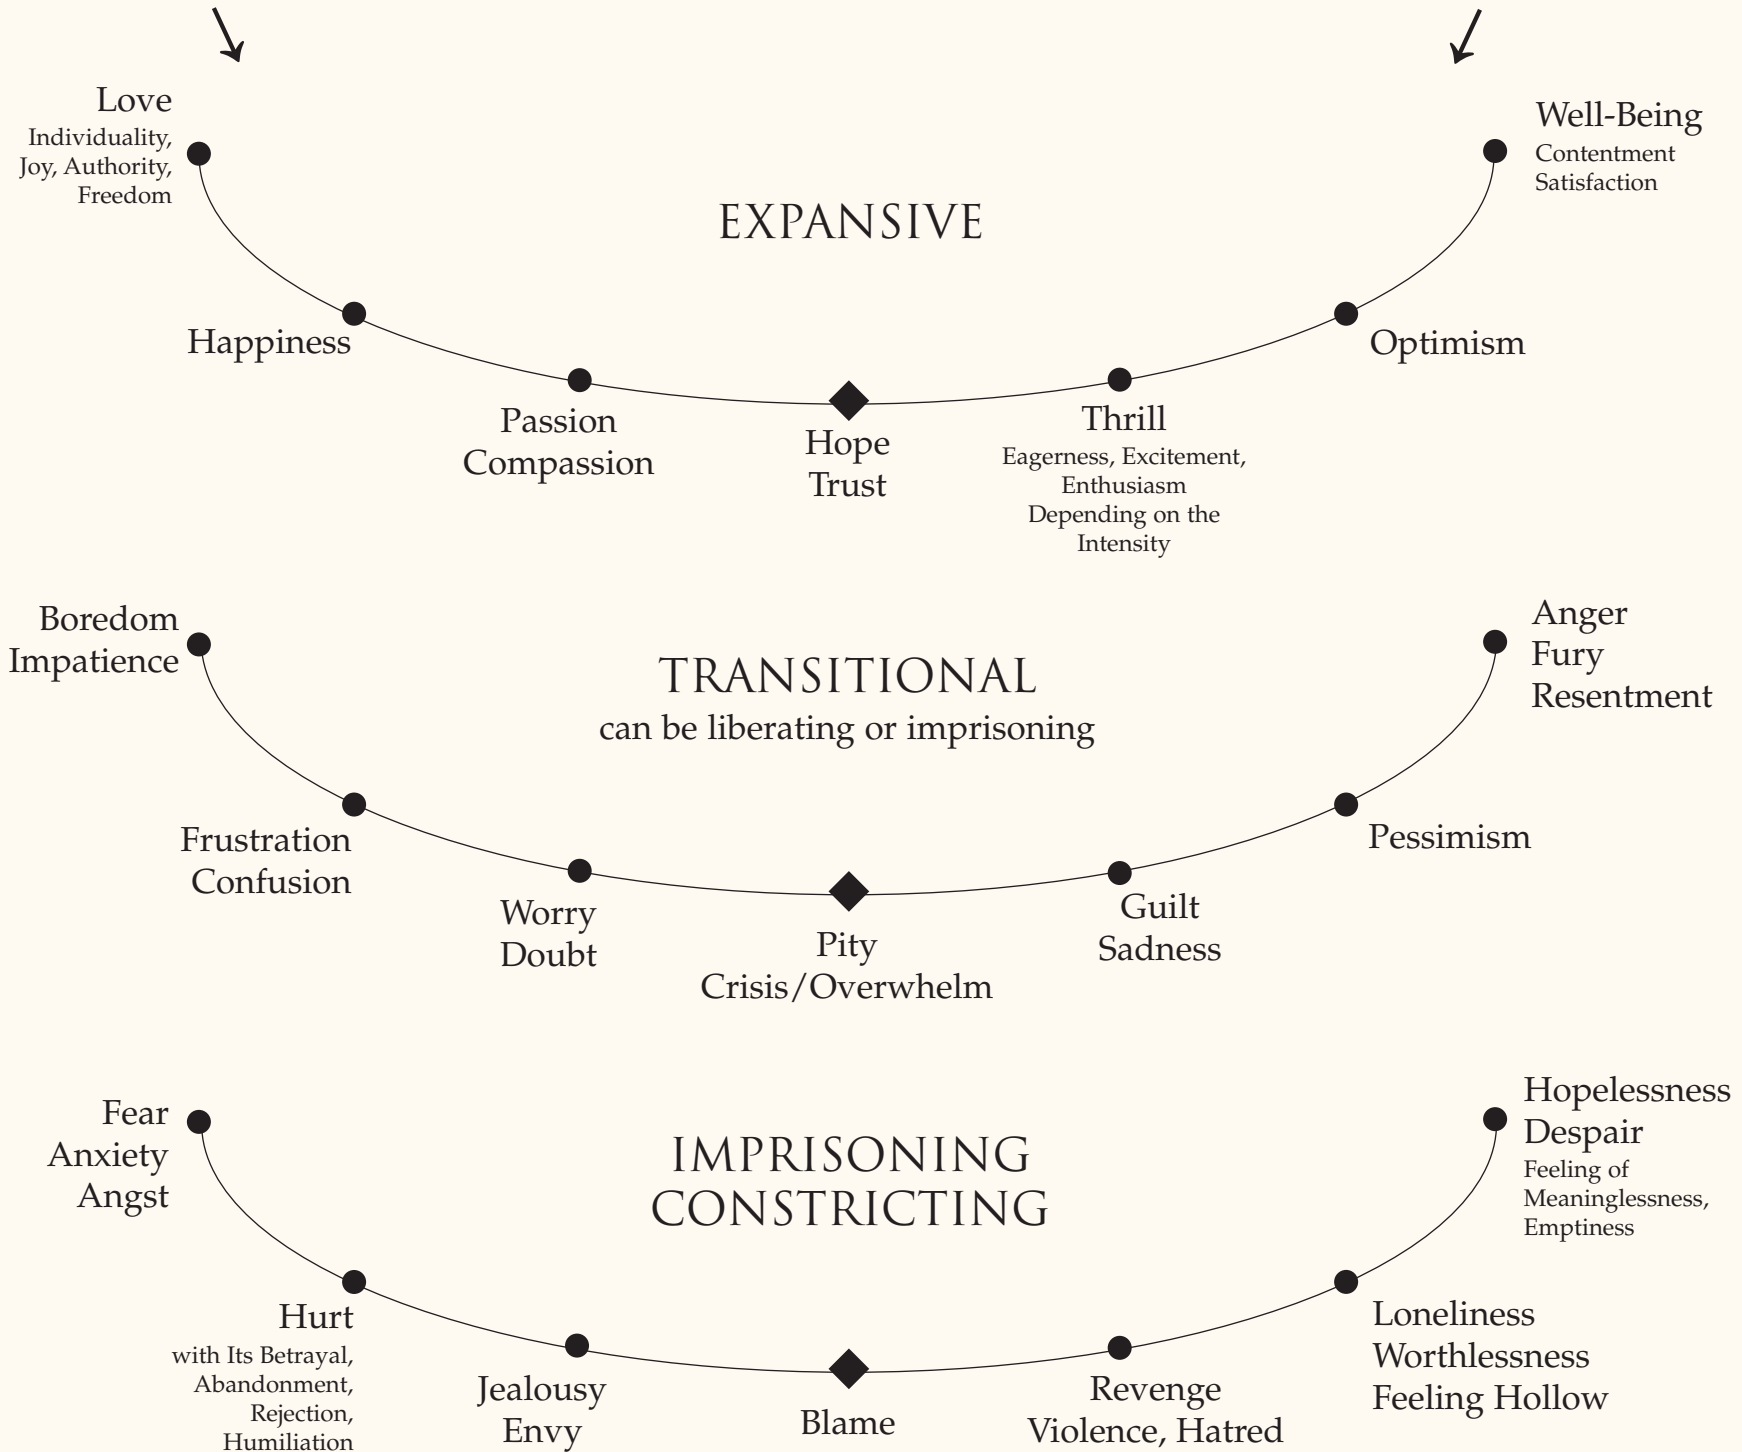 Love
Individuality,
Joy, Authority,
Freedom
Well-Being
Contentment
Satisfaction
EXPANSIVE
Happiness
Optimism
Passion
Compassion
Hope
Trust
Thrill
Eagerness, Excitement,
Enthusiasm
Depending on the
Intensity
Boredom
Impatience
Anger
Fury
Resentment
TRANSITIONAL
can be liberating or imprisoning
Frustration
Confusion
Pessimism
Worry
Doubt
Pity
Crisis/Overwhelm
Guilt
Sadness
Fear
Anxiety
Angst
Hopelessness
Despair
Feeling of
Meaninglessness,
Emptiness
IMPRISONING
CONSTRICTING
Hurt
with Its Betrayal,
Abandonment,
Rejection,
Humiliation
Loneliness
Worthlessness
Feeling Hollow
Jealousy
Envy
Blame
Revenge
Violence, Hatred